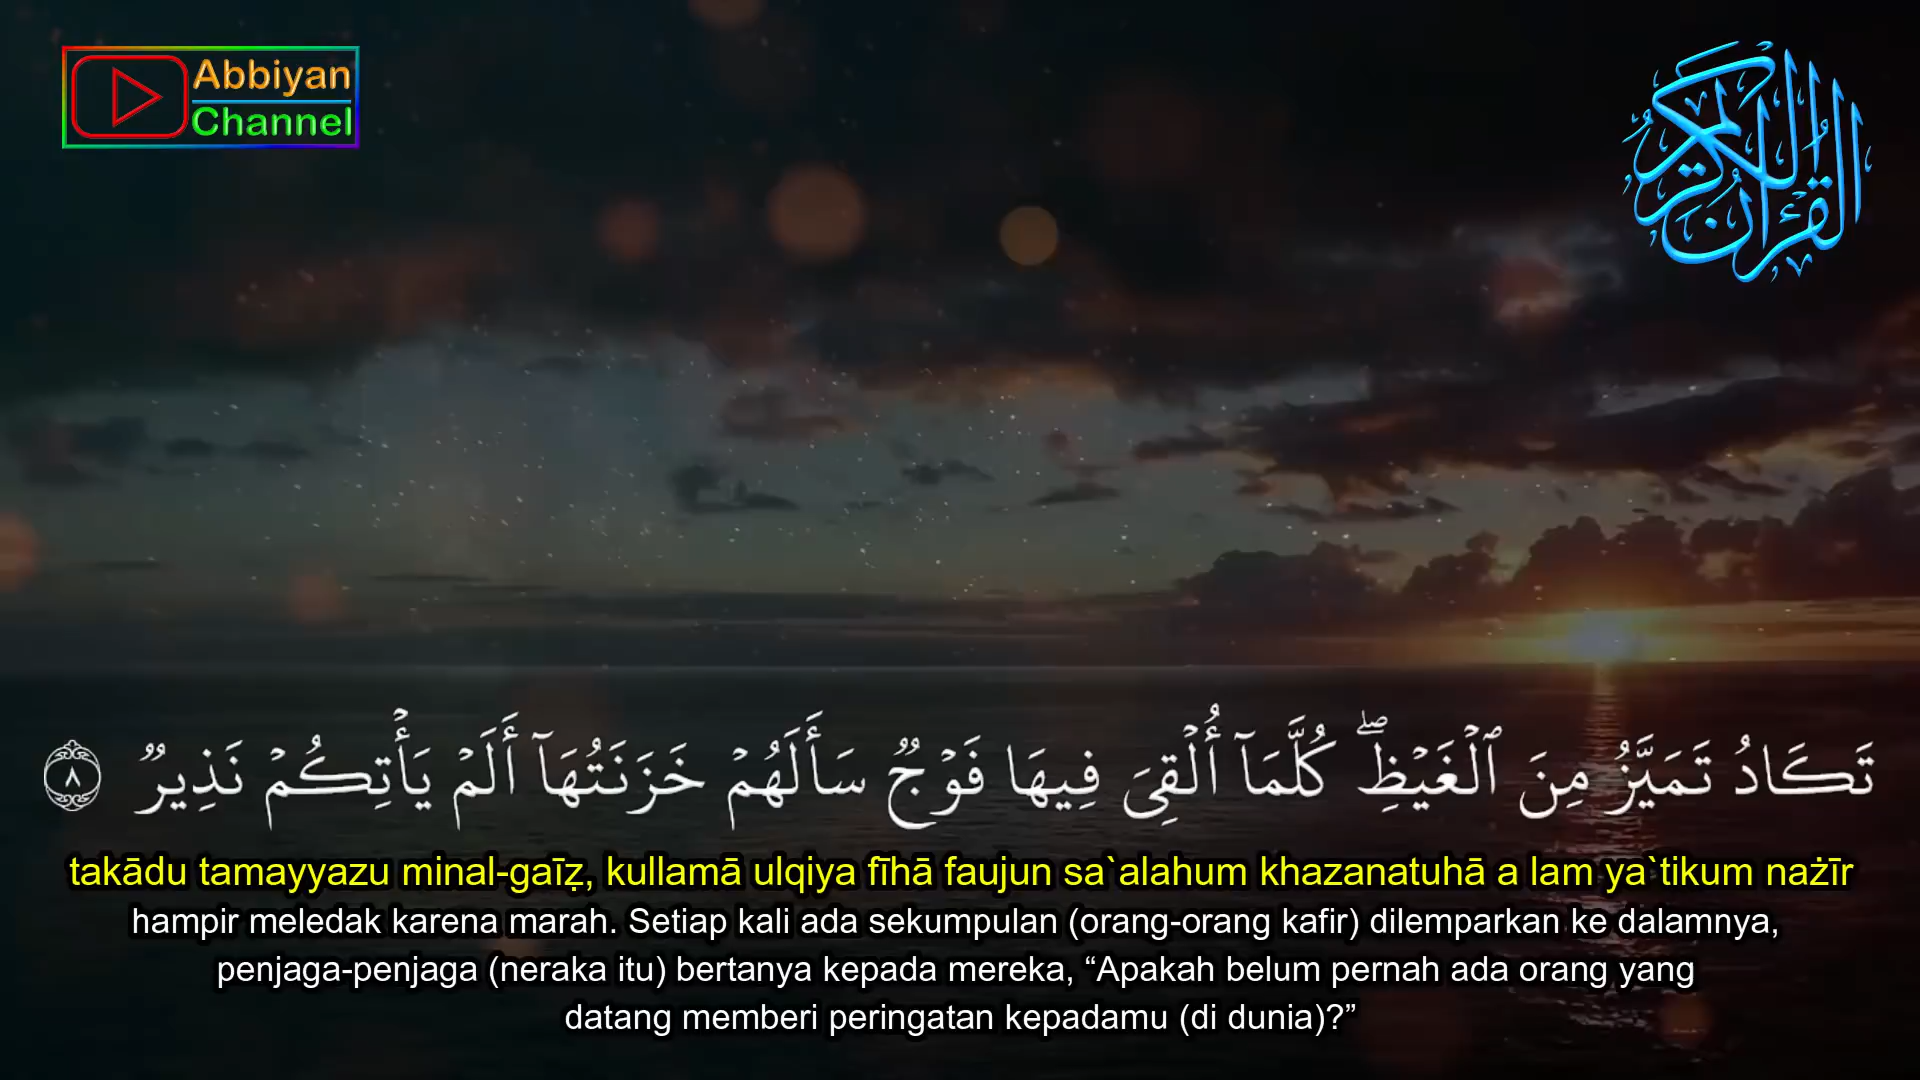 Abbiyan
Channel
القرآن الكريم
تَكَادُ تَمَيَّزُ مِنَ ٱلْغَيْظِ ۖ كُلَّمَآ أُلْقِىَ فِيهَا فَوْجٌ سَأَلَهُمْ خَزَنَتُهَآ أَلَمْ يَأْتِكُمْ نَذِيرٌ ٨
takādu tamayyazu minal-gaīẓ, kullamā ulqiya fīhā faujun sa`alahum khazanatuhā a lam ya`tikum nażīr
hampir meledak karena marah. Setiap kali ada sekumpulan (orang-orang kafir) dilemparkan ke dalamnya,
penjaga-penjaga (neraka itu) bertanya kepada mereka, “Apakah belum pernah ada orang yang
datang memberi peringatan kepadamu (di dunia)?”